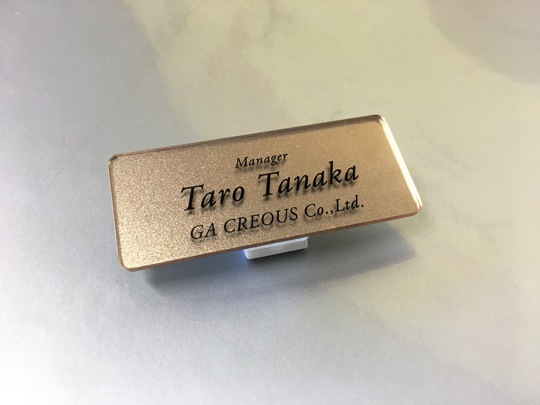 Manager
Taro Tanaka
GA CREOUS Co.,Ltd.